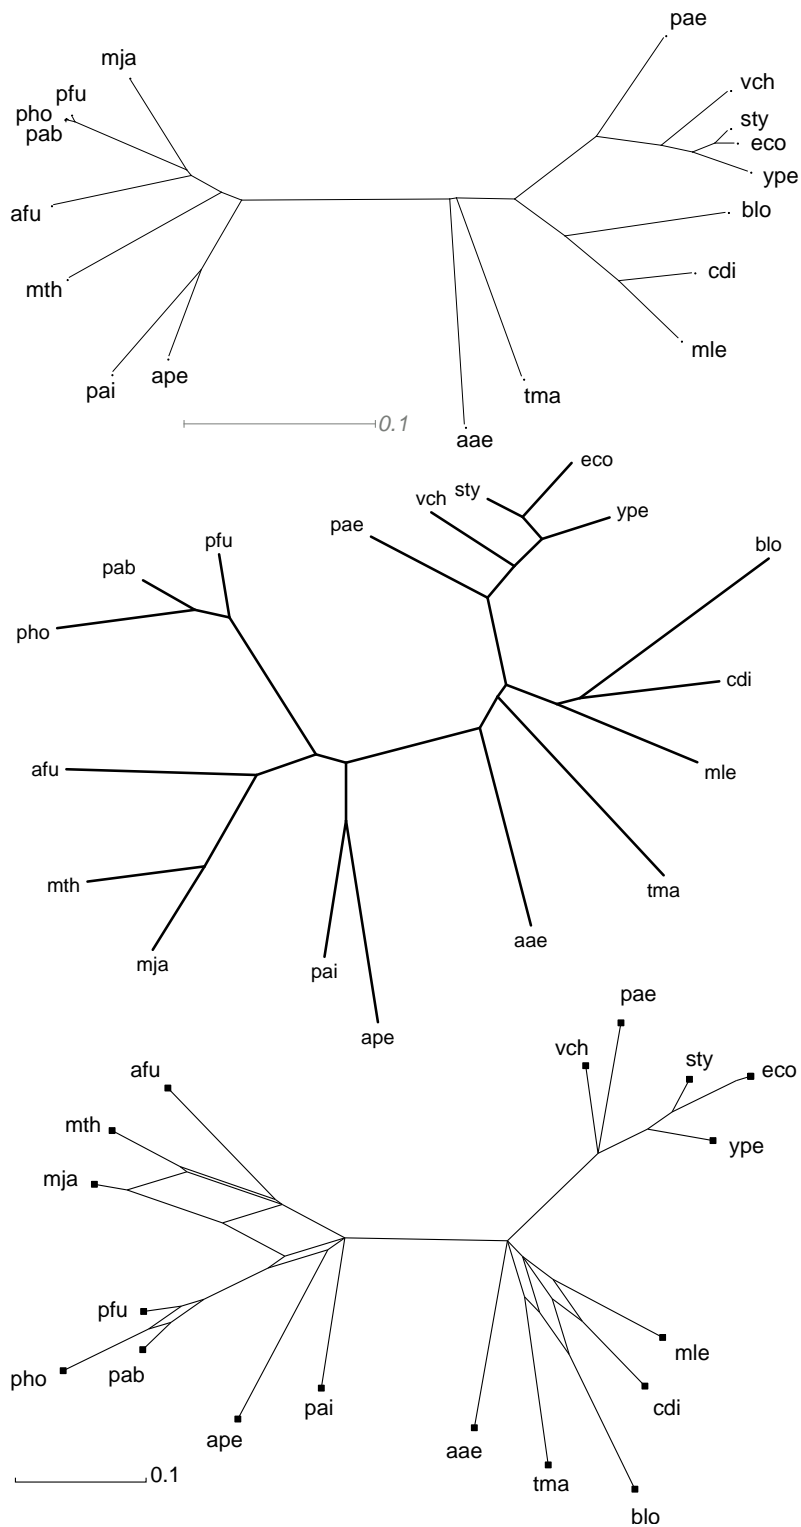 pae
mja
vch
pfu
pho
sty
pab
eco
ype
afu
blo
cdi
mth
mle
pai
ape
tma
0.1
aae
eco
sty
vch
ype
pae
pfu
blo
pab
pho
cdi
afu
mle
mth
tma
aae
mja
pai
ape
pae
vch
sty
afu
eco
mth
ype
mja
pfu
mle
pab
pho
cdi
pai
ape
aae
0.1
tma
blo